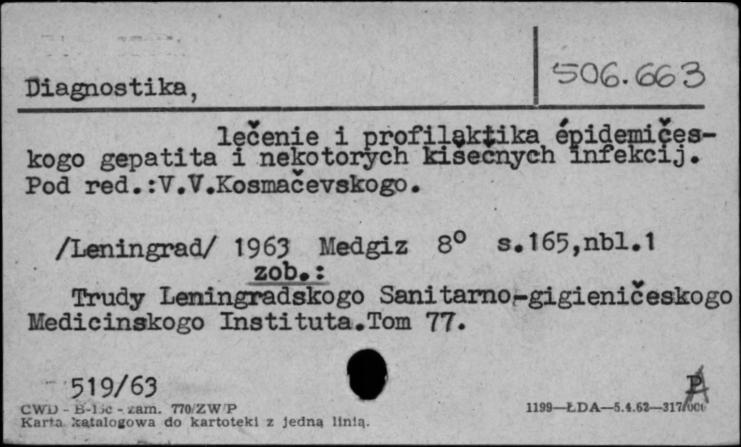 506.663
Diagnostika,
lečenie i profilaktika épidemičes-
kogo gepatita i nekotorych kišečnych infekcij.
Pod red.:V.V.Kosmačevskogo.
/Leningrad/ 1963 Medgiz 8° s.165,nbl.1
zob.:
Trudy Leningradskogo Sanitarno-gigieničeskogo
Medicinskogo Instituta.Tom 77.
519/63
CWD - B-15c - zam. 770/ZW/P
Karta katalogowa do kartoteki z jedną linią.
1199—ŁDA—5.4.62—317/000